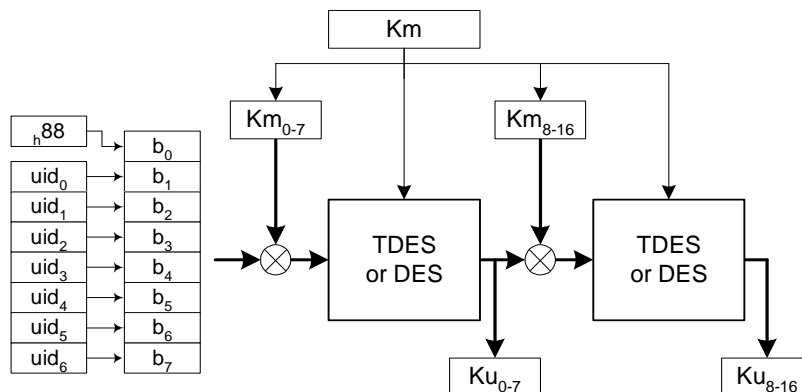 Km
Km0-7
Km8-16
h88
b0
uid0
b1
uid1
b2
uid2
b3
uid3
b4
uid4
b5
uid5
b6
uid6
b7
TDES
or DES
TDES
or DES
Ku0-7
Ku8-16